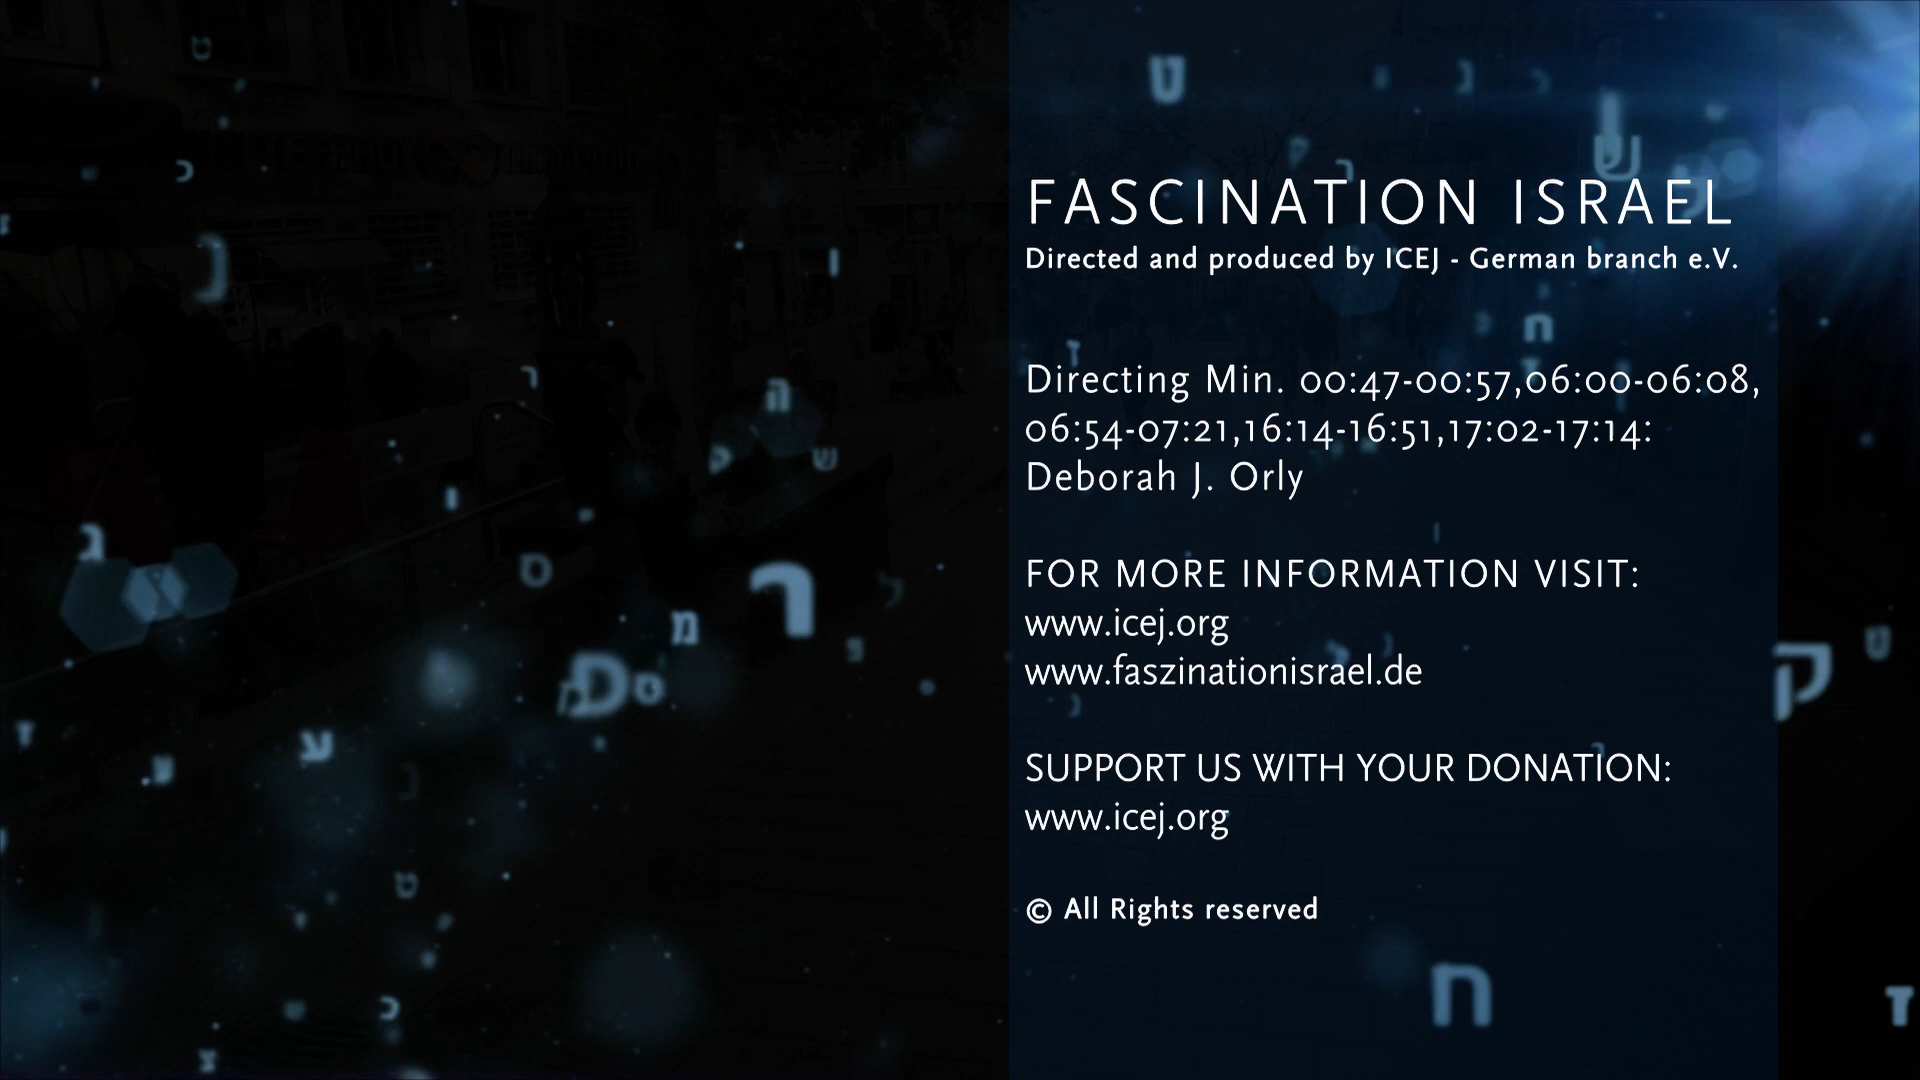 FASCINATION ISRAEL
Directed and produced by ICEJ - German branch e.V.
Directing Min. 00:47-00:57,06:00-06:08,
06:54-07:21,16:14-16:51,17:02-17:14:
Deborah J. Orly
FOR MORE INFORMATION VISIT:
www.icej.org
www.faszinationisrael.de
SUPPORT US WITH YOUR DONATION:
www.icej.org
© All Rights reserved